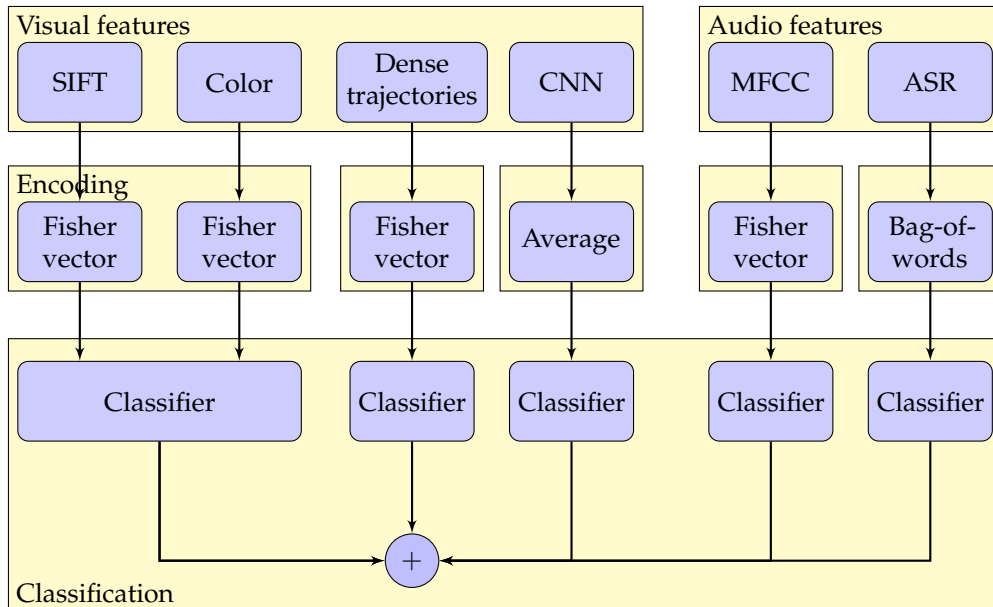 Visual features
Audio features
SIFT
Color
Dense
trajectories
CNN
MFCC
ASR
Encoding
Fisher
vector
Fisher
vector
Fisher
vector
Average
Fisher
vector
Bag-of-
words
Classifier
Classifier
Classifier
Classifier
Classifier
+
Classification